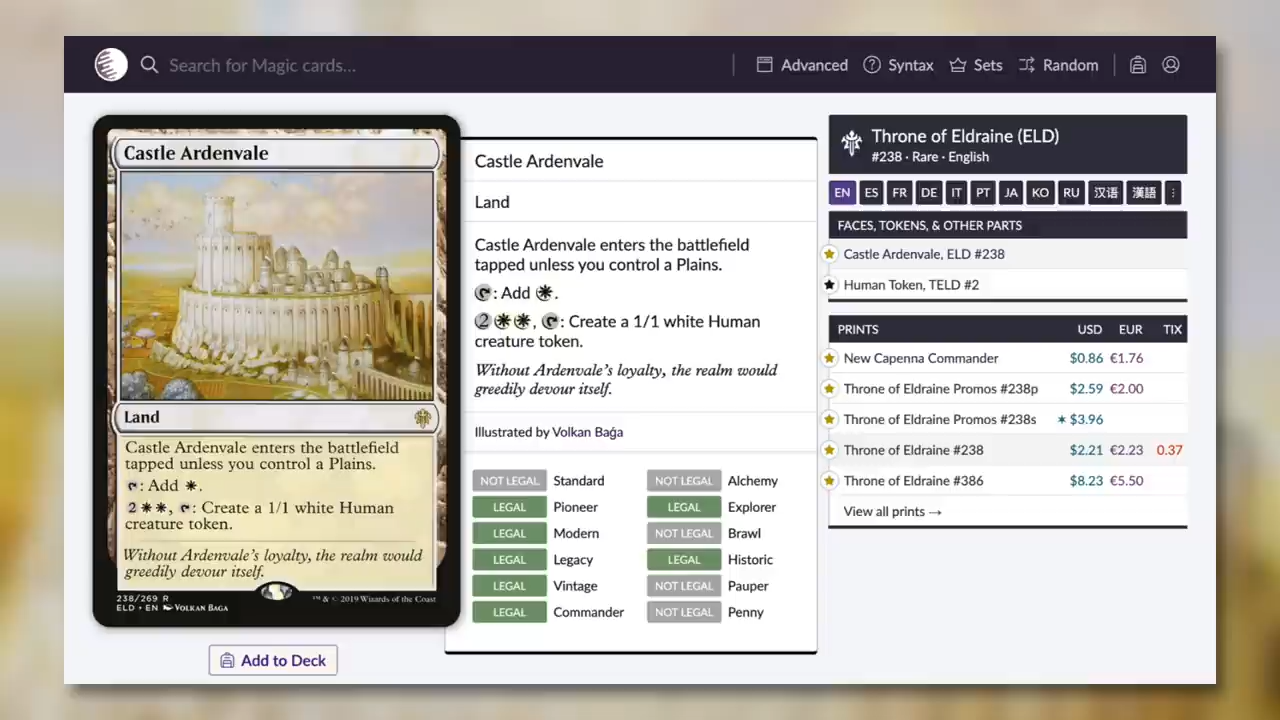 Search for Magic cards...
Advanced
Syntax
Sets
Random
Castle Ardenvale
Land
Castle Ardenvale enters the battlefield
tapped unless you control a Plains.
: Add .
2, : Create a 1/1 white Human
creature token.
Without Ardenvale's loyalty, the realm would
greedily devour itself.
238/269 R
ELD • EN VOLKAN BAĞA
™ & © 2019 Wizards of the Coast
Add to Deck
Castle Ardenvale
Land
Castle Ardenvale enters the battlefield
tapped unless you control a Plains.
: Add .
2, : Create a 1/1 white Human
creature token.
Without Ardenvale's loyalty, the realm would
greedily devour itself.
Illustrated by Volkan Bağa
NOT LEGAL Standard NOT LEGAL Alchemy
LEGAL Pioneer LEGAL Explorer
LEGAL Modern NOT LEGAL Brawl
LEGAL Legacy LEGAL Historic
LEGAL Vintage NOT LEGAL Pauper
LEGAL Commander NOT LEGAL Penny
Throne of Eldraine (ELD)
#238 · Rare · English
EN ES FR DE IT PT JA KO RU 汉语 漢語
FACES, TOKENS, & OTHER PARTS
Castle Ardenvale, ELD #238
Human Token, TELD #2
PRINTS USD EUR TIX
New Capenna Commander $0.86 €1.76
Throne of Eldraine Promos #238p $2.59 €2.00
Throne of Eldraine Promos #238s ✶ $3.96
Throne of Eldraine #238 $2.21 €2.23 0.37
Throne of Eldraine #386 $8.23 €5.50
View all prints →